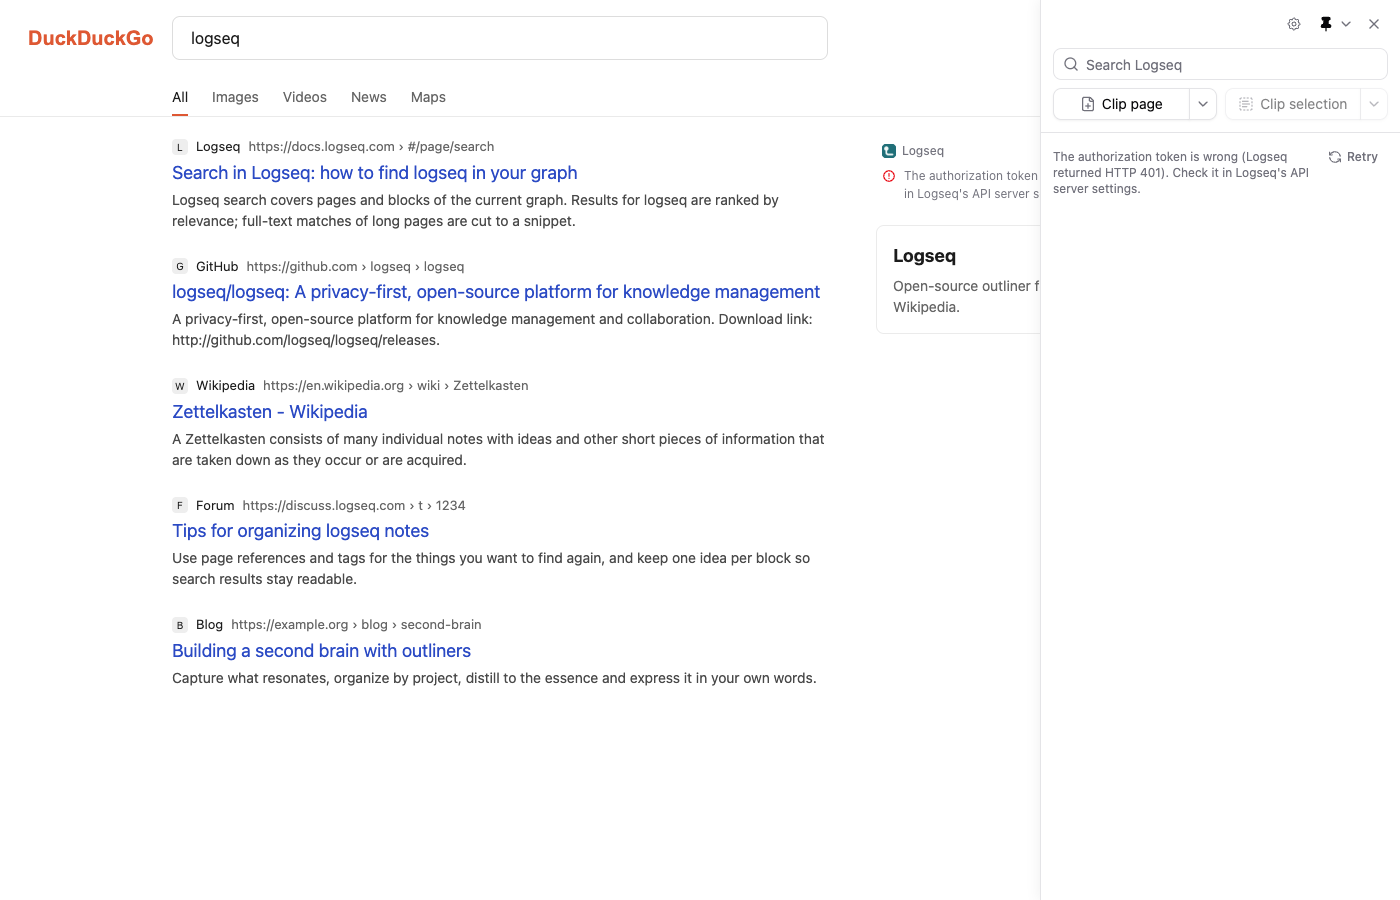 DuckDuckGo
logseq
All
Images
Videos
News
Maps
L Logseq https://docs.logseq.com › #/page/search
Search in Logseq: how to find logseq in your graph
Logseq search covers pages and blocks of the current graph. Results for logseq are ranked by
relevance; full-text matches of long pages are cut to a snippet.
G GitHub https://github.com › logseq › logseq
logseq/logseq: A privacy-first, open-source platform for knowledge management
A privacy-first, open-source platform for knowledge management and collaboration. Download link:
http://github.com/logseq/logseq/releases.
W Wikipedia https://en.wikipedia.org › wiki › Zettelkasten
Zettelkasten - Wikipedia
A Zettelkasten consists of many individual notes with ideas and other short pieces of information that
are taken down as they occur or are acquired.
F Forum https://discuss.logseq.com › t › 1234
Tips for organizing logseq notes
Use page references and tags for the things you want to find again, and keep one idea per block so
search results stay readable.
B Blog https://example.org › blog › second-brain
Building a second brain with outliners
Capture what resonates, organize by project, distill to the essence and express it in your own words.
Logseq
The authorization token
in Logseq's API server s
Logseq
Open-source outliner f
Wikipedia.
Search Logseq
Clip page
Clip selection
The authorization token is wrong (Logseq
returned HTTP 401). Check it in Logseq's API
server settings.
Retry